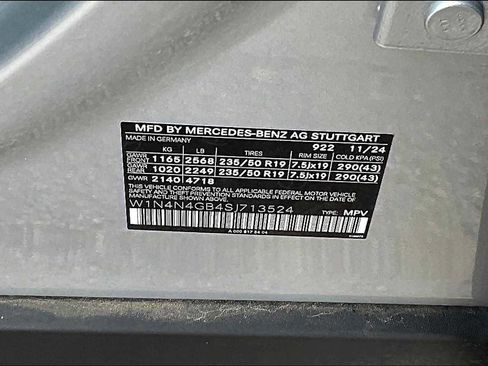 MFD BY MERCEDES-BENZ AG STUTTGART
MADE IN GERMANY 922 11/24
KG LB TIRES RIM SIZE COLD KPA(PSI)
GAWR FRONT 1165 2568 235/50 R19 7.5jx19 290(43)
GAWR REAR 1020 2249 235/50 R19 7.5jx19 290(43)
GVWR 2140 4718
THIS VEHICLE CONFORMS TO ALL APPLICABLE FEDERAL MOTOR VEHICLE
SAFETY, BUMPER, AND THEFT PREVENTION STANDARDS IN EFFECT
ON THE DATE OF MANUFACTURE SHOWN ABOVE.
W1N4N4GB4SJ713524 TYPE: MPV